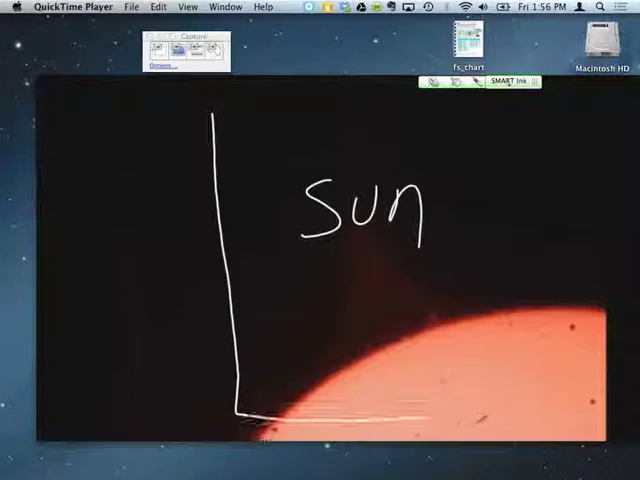 QuickTime Player File Edit View Window Help Fri 1:56 PM
Capture
Options...
fs_chart
Macintosh HD
SMART Ink
sun